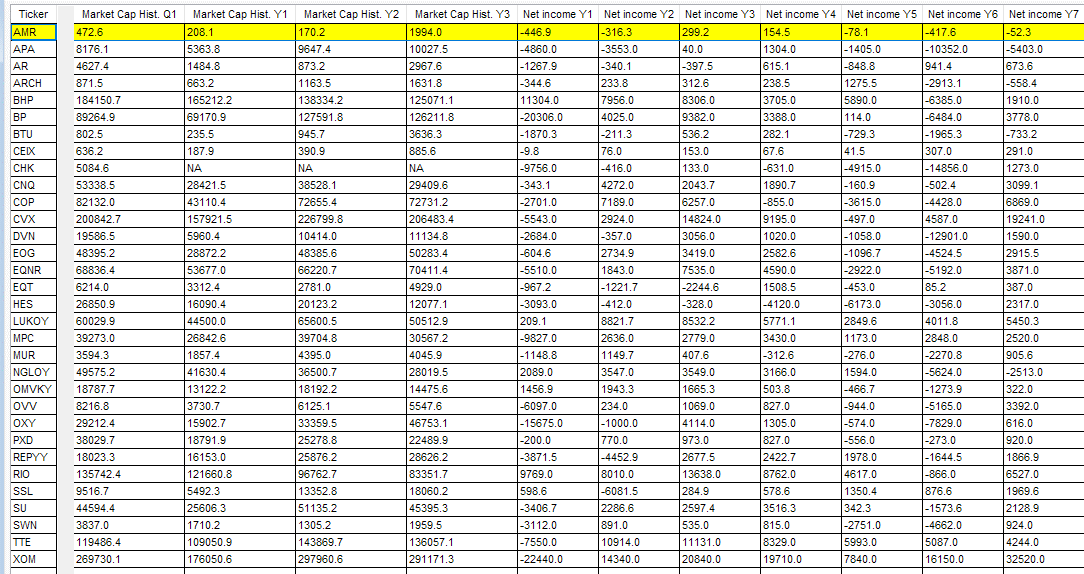 Ticker Market Cap Hist. Q1 Market Cap Hist. Y1 Market Cap Hist. Y2 Market Cap Hist. Y3 Net income Y1 Net income Y2 Net income Y3 Net income Y4 Net income Y5 Net income Y6 Net income Y7
AMR 472.6 208.1 170.2 1994.0 -446.9 -316.3 299.2 154.5 -78.1 -417.6 -52.3
APA 8176.1 5363.8 9647.4 10027.5 -4860.0 -3553.0 40.0 1304.0 -1405.0 -10352.0 -5403.0
AR 4627.4 1484.8 873.2 2967.6 -1267.9 -340.1 -397.5 615.1 -848.8 941.4 673.6
ARCH 871.5 663.2 1163.5 1631.8 -344.6 233.8 312.6 238.5 1275.5 -2913.1 -558.4
BHP 184150.7 165212.2 138334.2 125071.1 11304.0 7956.0 8306.0 3705.0 5890.0 -6385.0 1910.0
BP 89264.9 69170.9 127591.8 126211.8 -20306.0 4025.0 9382.0 3388.0 114.0 -6484.0 3778.0
BTU 802.5 235.5 945.7 3636.3 -1870.3 -211.3 536.2 282.1 -729.3 -1965.3 -733.2
CEIX 636.2 187.9 390.9 885.6 -9.8 76.0 153.0 67.6 41.5 307.0 291.0
CHK 5084.6 NA NA NA -9756.0 -416.0 133.0 -631.0 -4915.0 -14856.0 1273.0
CNQ 53338.5 28421.5 38528.1 29409.6 -343.1 4272.0 2043.7 1890.7 -160.9 -502.4 3099.1
COP 82132.0 43110.4 72655.4 72731.2 -2701.0 7189.0 6257.0 -855.0 -3615.0 -4428.0 6869.0
CVX 200842.7 157921.5 226799.8 206483.4 -5543.0 2924.0 14824.0 9195.0 -497.0 4587.0 19241.0
DVN 19586.5 5960.4 10414.0 11134.8 -2684.0 -357.0 3056.0 1020.0 -1058.0 -12901.0 1590.0
EOG 48395.2 28872.2 48385.6 50283.4 -604.6 2734.9 3419.0 2582.6 -1096.7 -4524.5 2915.5
EQNR 68836.4 53677.0 66220.7 70411.4 -5510.0 1843.0 7535.0 4590.0 -2922.0 -5192.0 3871.0
EQT 6214.0 3312.4 2781.0 4929.0 -967.2 -1221.7 -2244.6 1508.5 -453.0 85.2 387.0
HES 26850.9 16090.4 20123.2 12077.1 -3093.0 -412.0 -328.0 -4120.0 -6173.0 -3056.0 2317.0
LUKOY 60029.9 44500.0 65600.5 50512.9 209.1 8821.7 8532.2 5771.1 2849.6 4011.8 5450.3
MPC 39273.0 26842.6 39704.8 30567.2 -9827.0 2636.0 2779.0 3430.0 1173.0 2848.0 2520.0
MUR 3594.3 1857.4 4395.0 4045.9 -1148.8 1149.7 407.6 -312.6 -276.0 -2270.8 905.6
NGLOY 49575.2 41630.4 36500.7 28019.5 2089.0 3547.0 3549.0 3166.0 1594.0 -5624.0 -2513.0
OMVKY 18787.7 13122.2 18192.2 14475.6 1456.9 1943.3 1665.3 503.8 -466.7 -1273.9 322.0
OVV 8216.8 3730.7 6125.1 5547.6 -6097.0 234.0 1069.0 827.0 -944.0 -5165.0 3392.0
OXY 29212.4 15902.7 33359.5 46753.1 -15675.0 -1000.0 4114.0 1305.0 -574.0 -7829.0 616.0
PXD 38029.7 18791.9 25278.8 22489.9 -200.0 770.0 973.0 827.0 -556.0 -273.0 920.0
REPYY 18023.3 16153.0 25876.2 28626.2 -3871.5 -4452.9 2677.5 2422.7 1978.0 -1644.5 1866.9
RIO 135742.4 121660.8 96762.7 83351.7 9769.0 8010.0 13638.0 8762.0 4617.0 -866.0 6527.0
SSL 9516.7 5492.3 13352.8 18060.2 598.6 -6081.5 284.9 578.6 1350.4 876.6 1969.6
SU 44594.4 25606.3 51135.2 45395.3 -3406.7 2286.6 2597.4 3516.3 342.3 -1573.6 2128.9
SWN 3837.0 1710.2 1305.2 1959.5 -3112.0 891.0 535.0 815.0 -2751.0 -4662.0 924.0
TTE 119486.4 109050.9 143869.7 136057.1 -7550.0 10914.0 11131.0 8329.0 5993.0 5087.0 4244.0
XOM 269730.1 176050.6 297960.6 291171.3 -22440.0 14340.0 20840.0 19710.0 7840.0 16150.0 32520.0